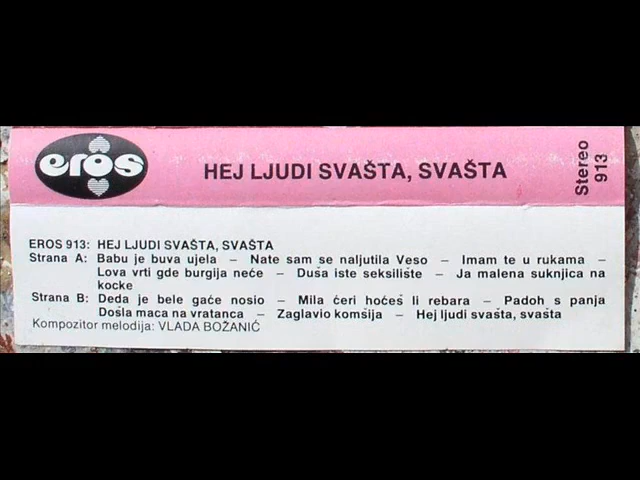 eros
HEJ LJUDI SVAŠTA, SVAŠTA
Stereo
913
EROS 913: HEJ LJUDI SVAŠTA, SVAŠTA
Strana A: Babu je buva ujela – Nate sam se naljutila Veso – Imam te u rukama –
Lova vrti gde burgija neće – Duša iste seksiliste – Ja malena suknjica na
kocke
Strana B: Deda je bele gaće nosio – Mila ćeri hoćeš li rebara – Padoh s panja
Došla maca na vratanca – Zaglavio komšija – Hej ljudi svašta, svašta
Kompozitor melodija: VLADA BOŽANIĆ